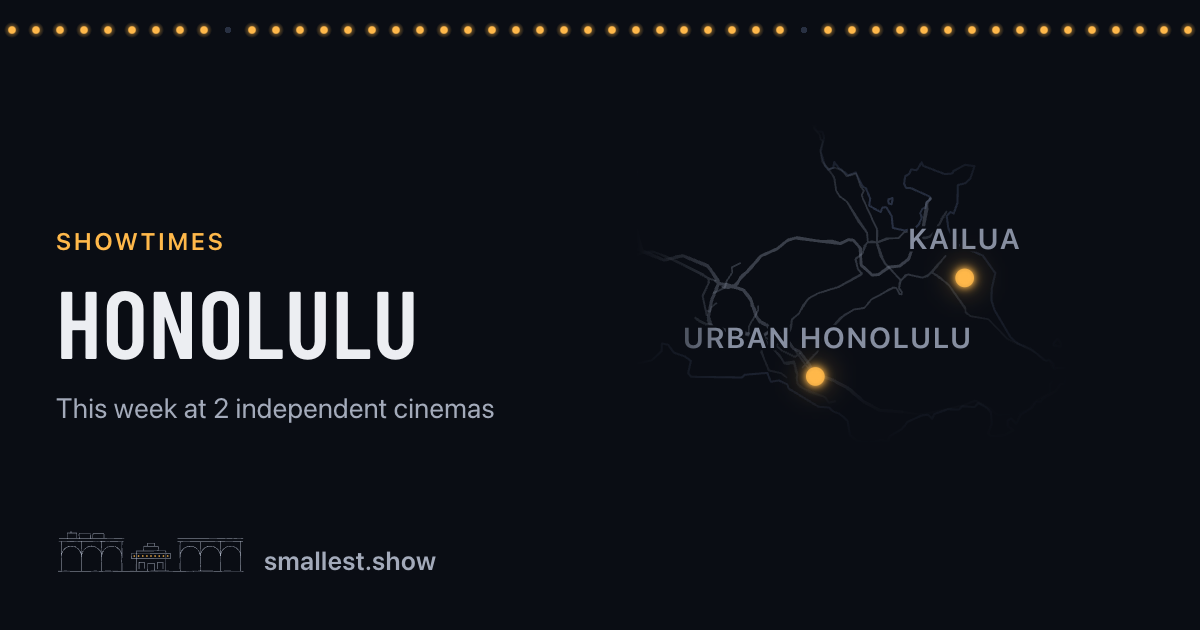 SHOWTIMES
HONOLULU
This week at 2 independent cinemas
KAILUA
URBAN HONOLULU
smallest.show